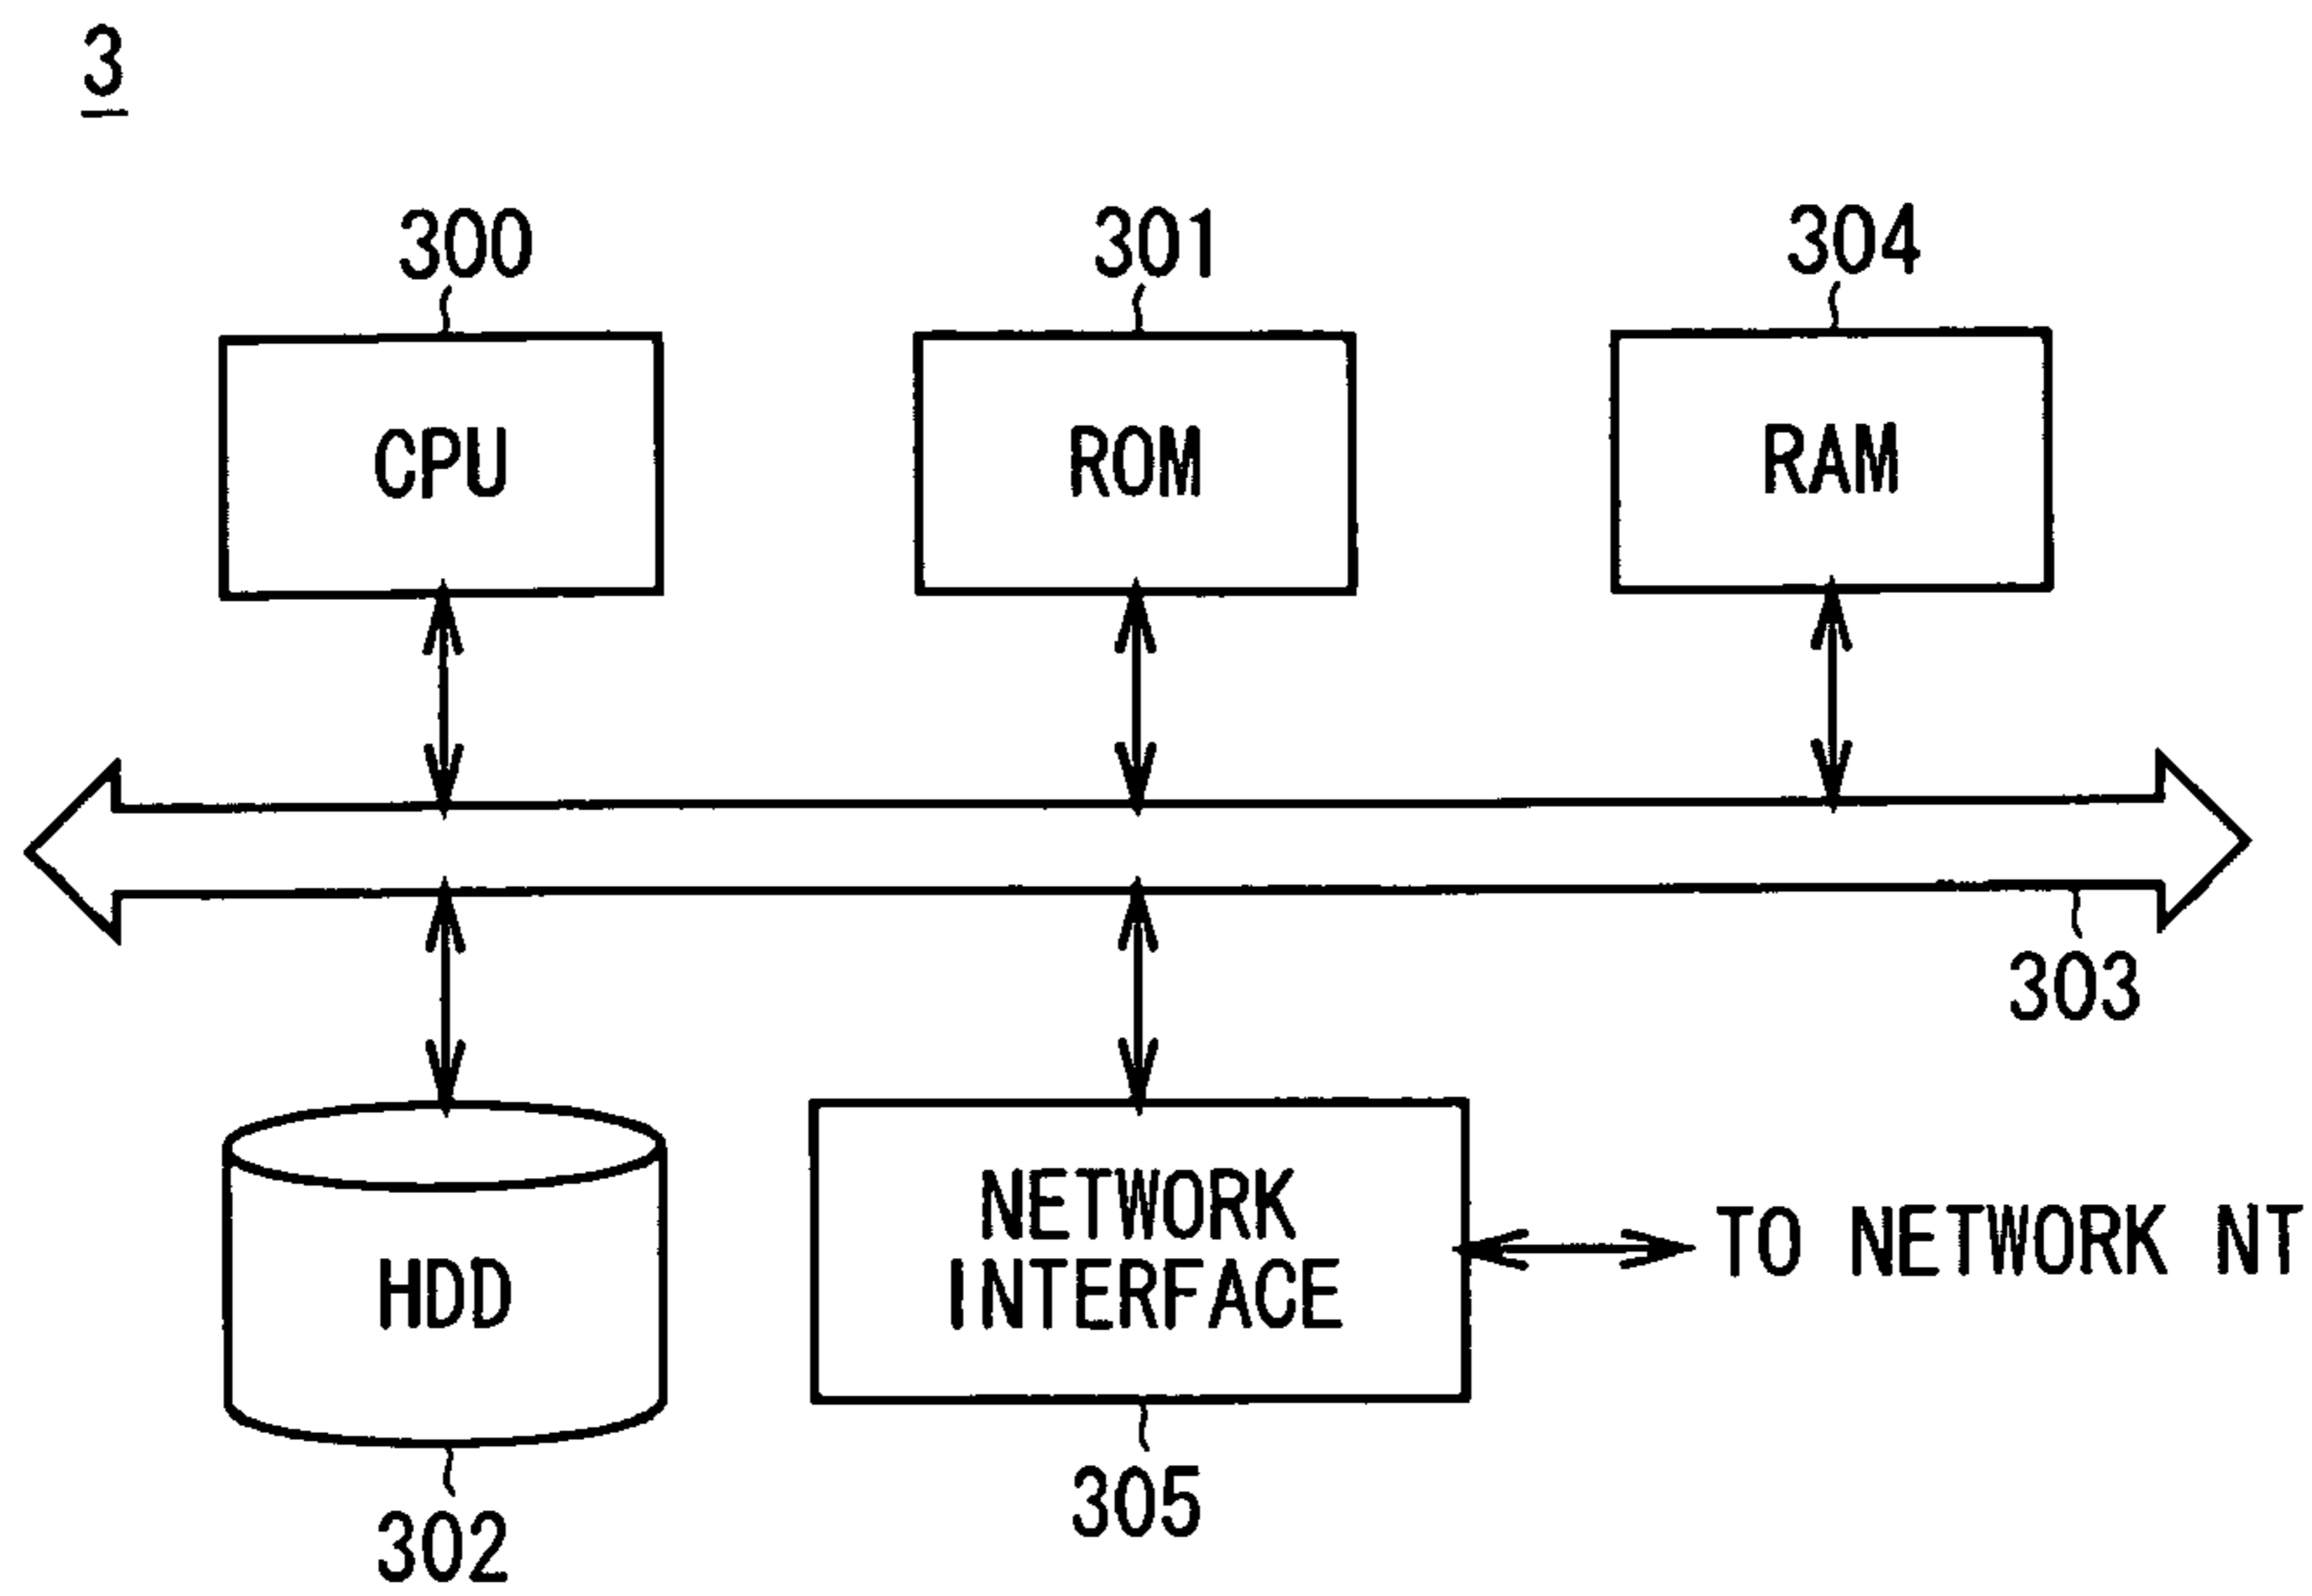 3
300
301
304
CPU
ROM
RAM
303
NETWORK
INTERFACE
TO NETWORK NT
HDD
305
302